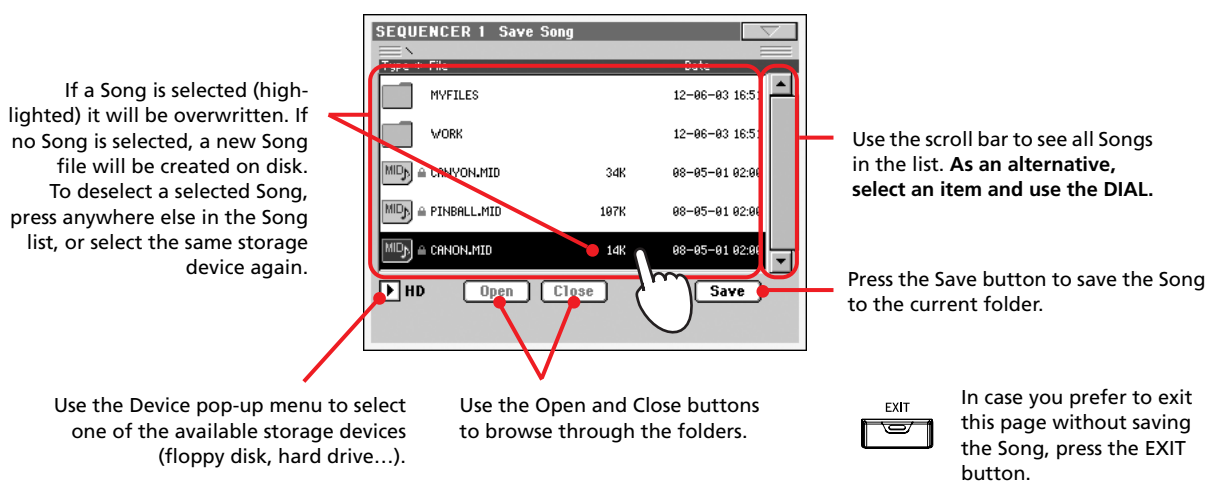 SEQUENCER 1 Save Song
Type File Date
MYFILES 12-06-03 16:51
WORK 12-06-03 16:51
MID CANYON.MID 34K 08-05-01 02:00
MID PINBALL.MID 107K 08-05-01 02:00
MID CANON.MID 14K 08-05-01 02:00
HD Open Close Save
If a Song is selected (high-
lighted) it will be overwritten. If
no Song is selected, a new Song
file will be created on disk.
To deselect a selected Song,
press anywhere else in the Song
list, or select the same storage
device again.
Use the scroll bar to see all Songs
in the list. As an alternative,
select an item and use the DIAL.
Press the Save button to save the Song
to the current folder.
Use the Device pop-up menu to select
one of the available storage devices
(floppy disk, hard drive…).
Use the Open and Close buttons
to browse through the folders.
EXIT
In case you prefer to exit
this page without saving
the Song, press the EXIT
button.